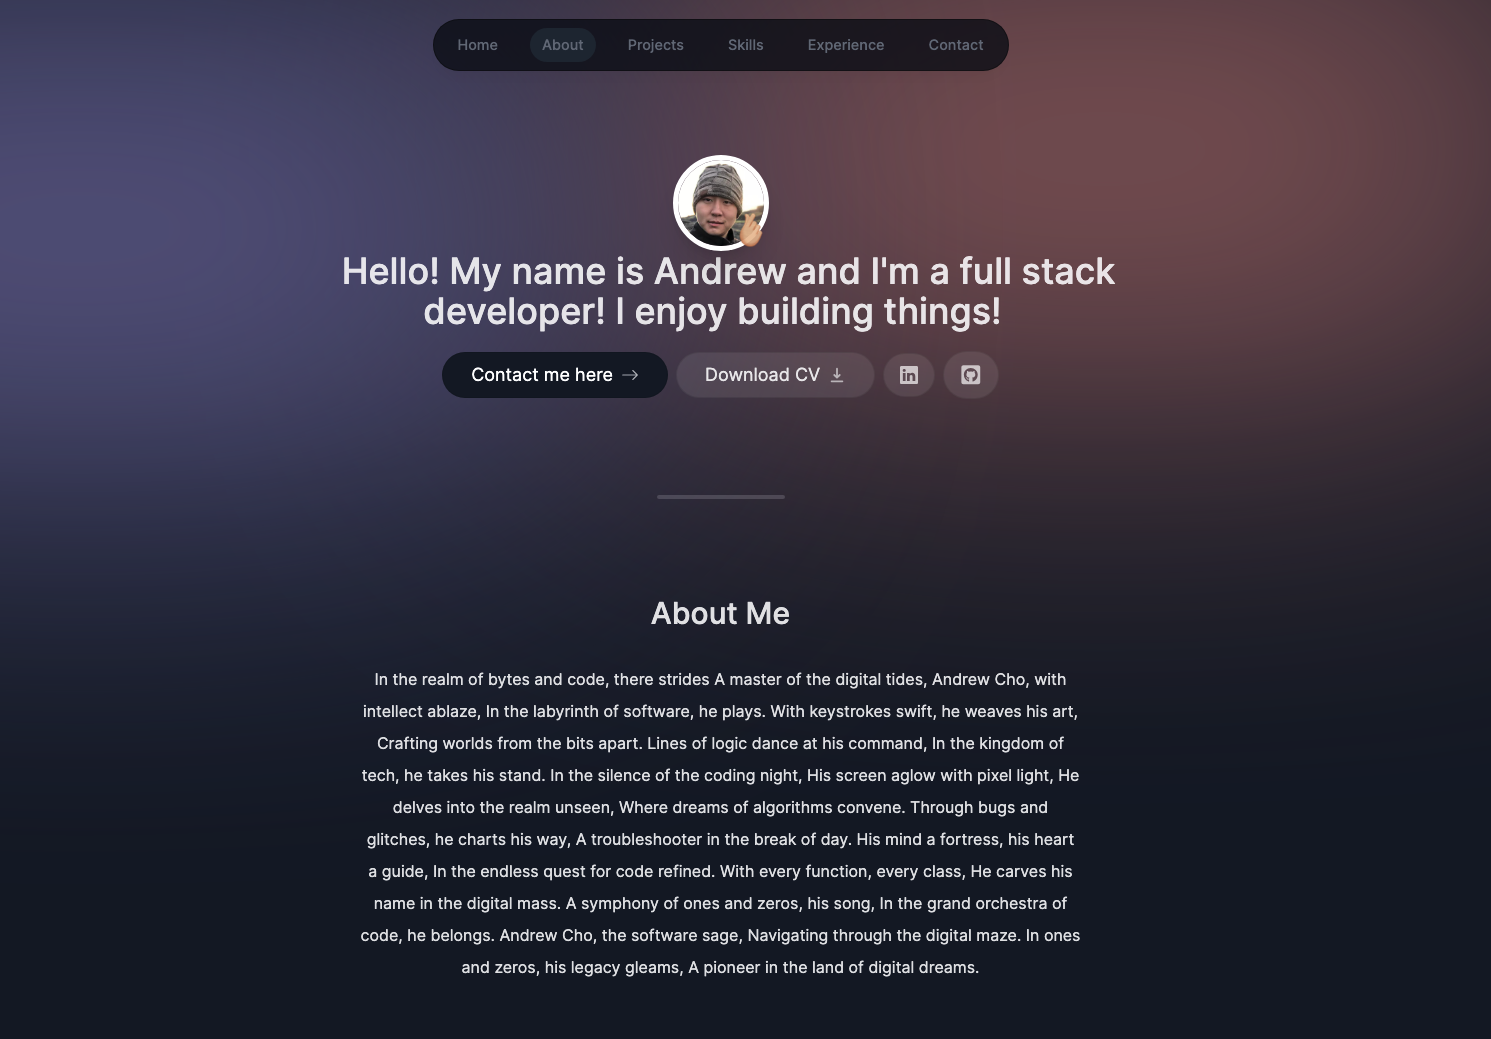 Home About Projects Skills Experience Contact
Hello! My name is Andrew and I'm a full stack
developer! I enjoy building things!
Contact me here Download CV
About Me
In the realm of bytes and code, there strides A master of the digital tides, Andrew Cho, with
intellect ablaze, In the labyrinth of software, he plays. With keystrokes swift, he weaves his art,
Crafting worlds from the bits apart. Lines of logic dance at his command, In the kingdom of
tech, he takes his stand. In the silence of the coding night, His screen aglow with pixel light, He
delves into the realm unseen, Where dreams of algorithms convene. Through bugs and
glitches, he charts his way, A troubleshooter in the break of day. His mind a fortress, his heart
a guide, In the endless quest for code refined. With every function, every class, He carves his
name in the digital mass. A symphony of ones and zeros, his song, In the grand orchestra of
code, he belongs. Andrew Cho, the software sage, Navigating through the digital maze. In ones
and zeros, his legacy gleams, A pioneer in the land of digital dreams.